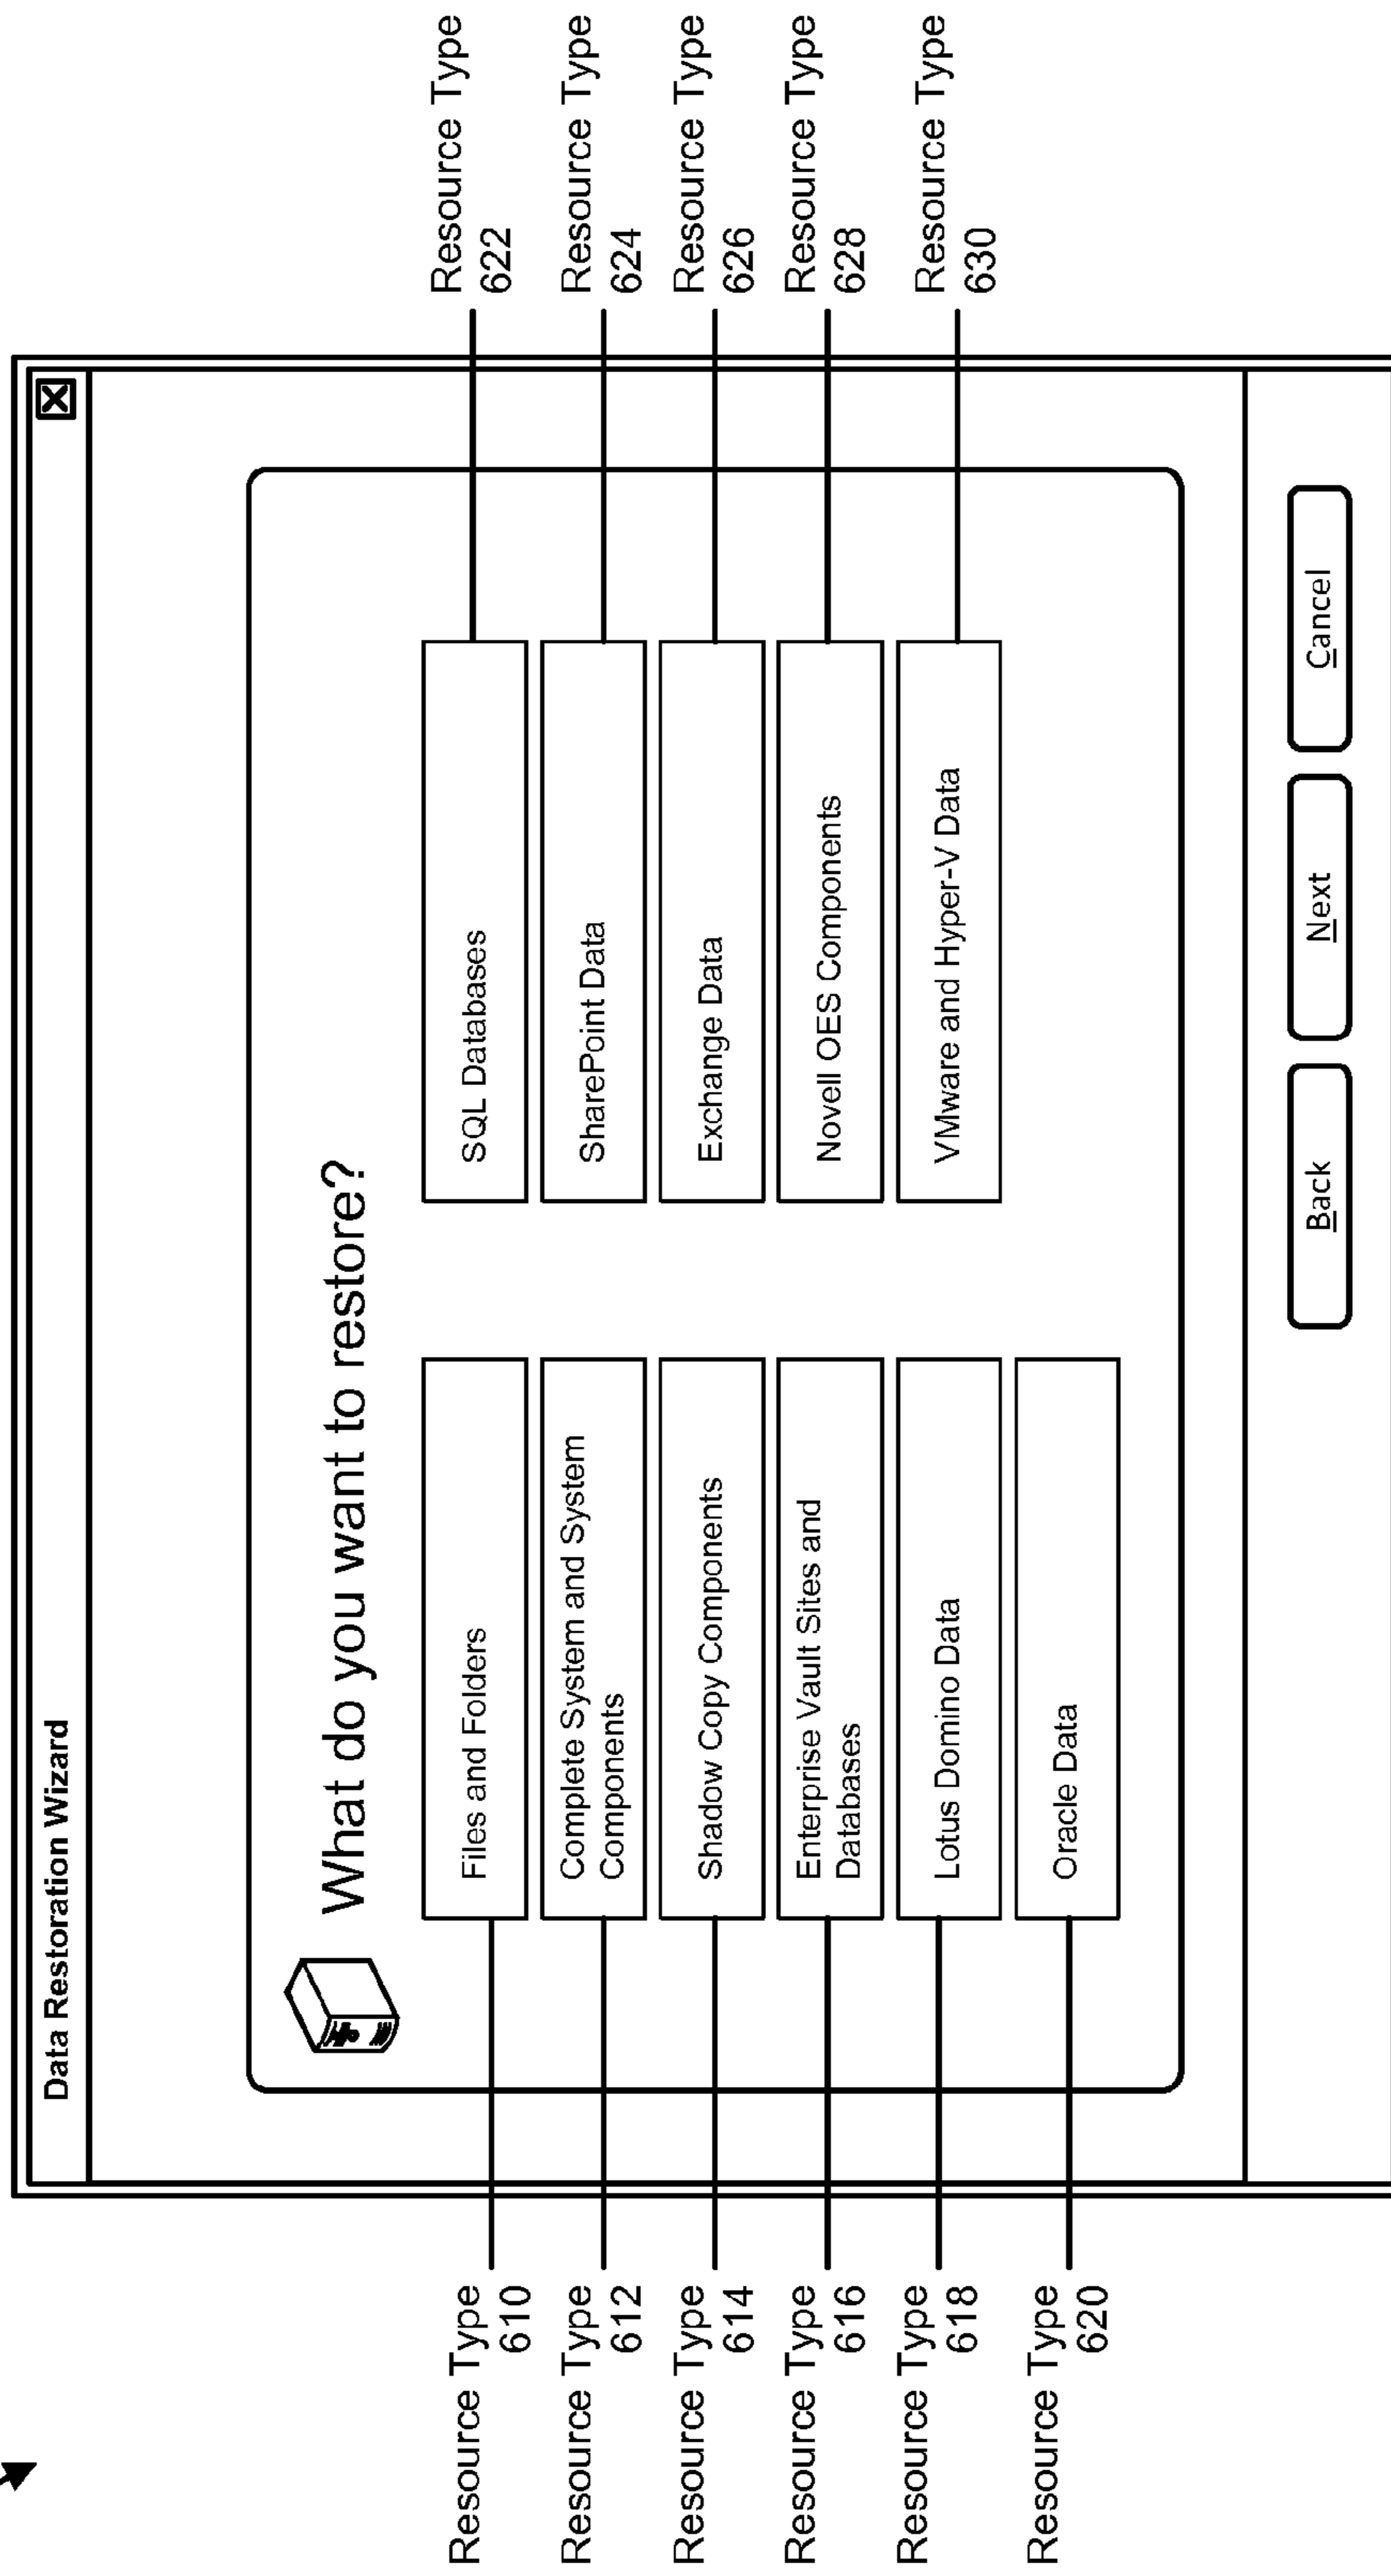 Data Restoration Wizard
What do you want to restore?
Resource Type
610
Files and Folders
SQL Databases
Resource Type
622
Resource Type
612
Complete System and System
Components
SharePoint Data
Resource Type
624
Resource Type
614
Shadow Copy Components
Exchange Data
Resource Type
626
Resource Type
616
Enterprise Vault Sites and
Databases
Novell OES Components
Resource Type
628
Resource Type
618
Lotus Domino Data
VMware and Hyper-V Data
Resource Type
630
Resource Type
620
Oracle Data
Back
Next
Cancel